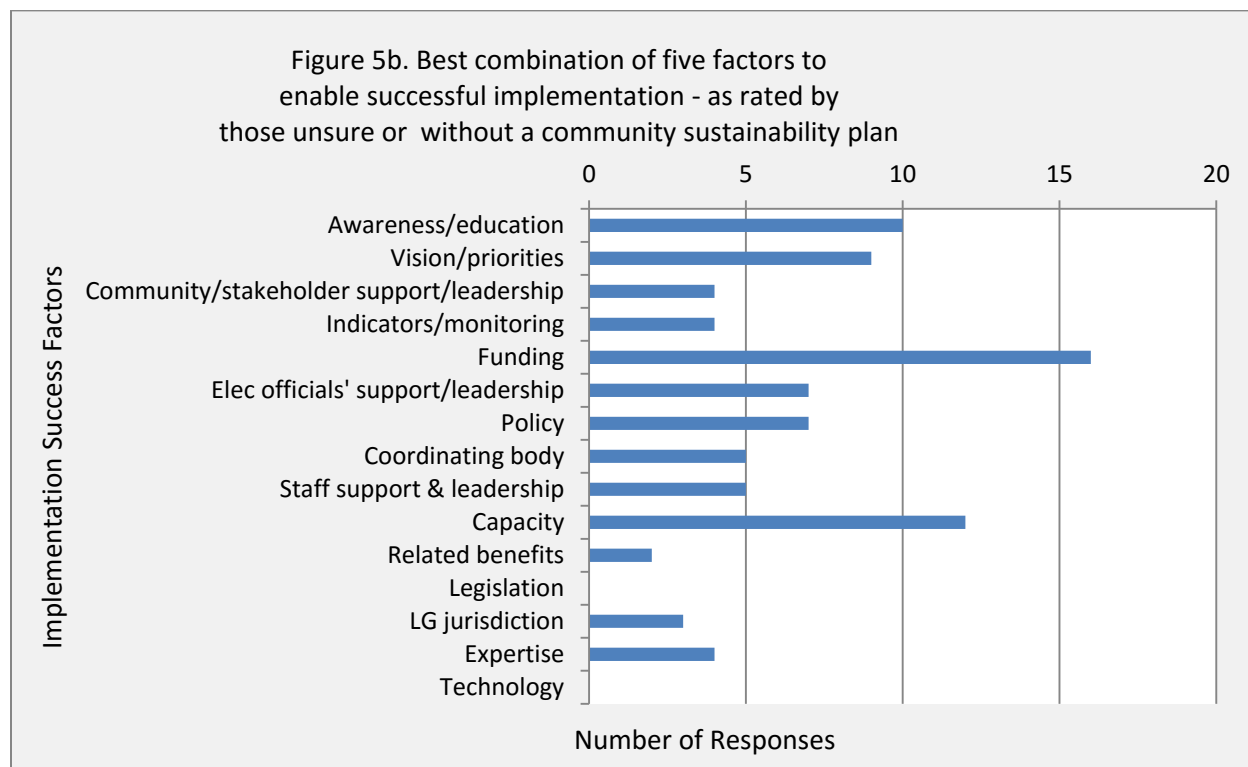 Figure 5b. Best combination of five factors to
enable successful implementation - as rated by
those unsure or  without a community sustainability plan
0 5 10 15 20
Implementation Success Factors
Awareness/education
Vision/priorities
Community/stakeholder support/leadership
Indicators/monitoring
Funding
Elec officials' support/leadership
Policy
Coordinating body
Staff support & leadership
Capacity
Related benefits
Legislation
LG jurisdiction
Expertise
Technology
Number of Responses